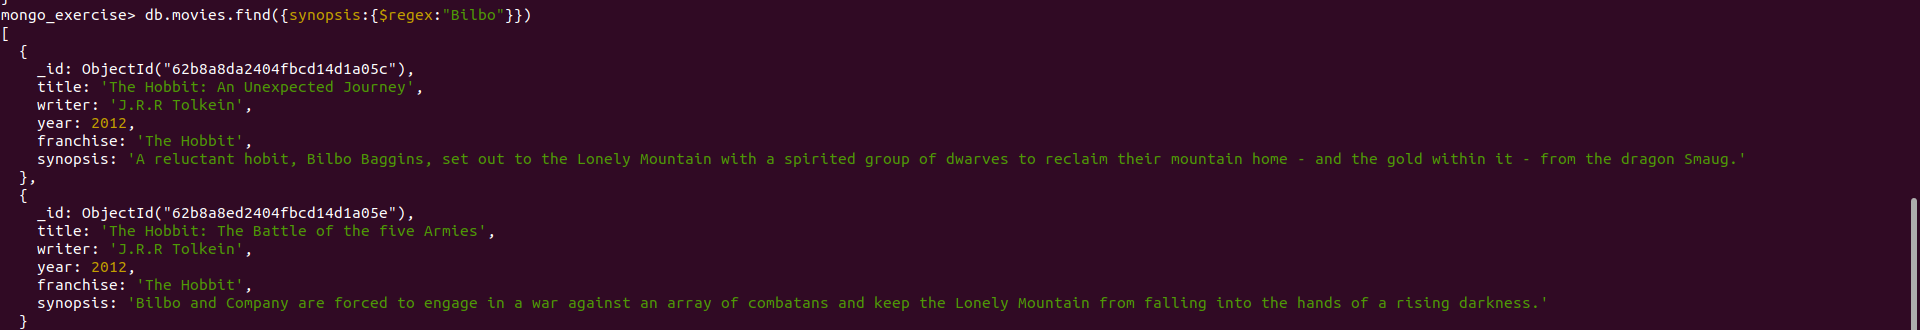 mongo_exercise> db.movies.find({synopsis:{$regex:"Bilbo"}})
[
  {
    _id: ObjectId("62b8a8da2404fbcd14d1a05c"),
    title: 'The Hobbit: An Unexpected Journey',
    writer: 'J.R.R Tolkein',
    year: 2012,
    franchise: 'The Hobbit',
    synopsis: 'A reluctant hobit, Bilbo Baggins, set out to the Lonely Mountain with a spirited group of dwarves to reclaim their mountain home - and the gold within it - from the dragon Smaug.'
  },
  {
    _id: ObjectId("62b8a8ed2404fbcd14d1a05e"),
    title: 'The Hobbit: The Battle of the five Armies',
    writer: 'J.R.R Tolkein',
    year: 2012,
    franchise: 'The Hobbit',
    synopsis: 'Bilbo and Company are forced to engage in a war against an array of combatans and keep the Lonely Mountain from falling into the hands of a rising darkness.'
  }